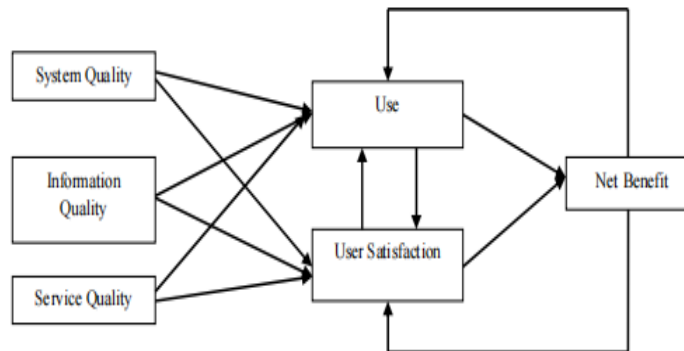 System Quality
Use
Information
Quality
Net Benefit
User Satisfaction
Service Quality